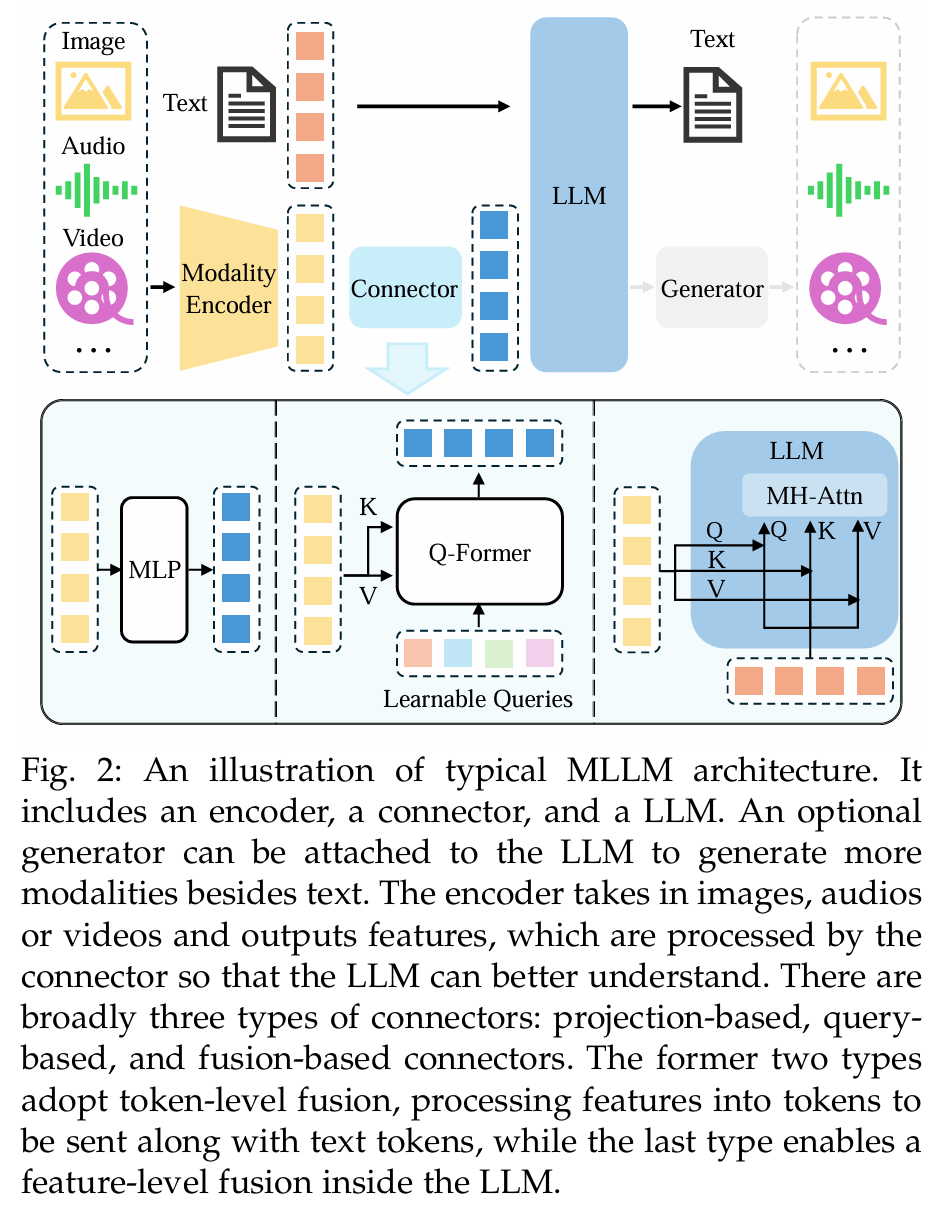 Image
Text
Audio
Video
...
Modality
Encoder
Connector
LLM
Text
Generator
...
MLP
K
V
Q-Former
Learnable Queries
LLM
MH-Attn
Q
K
V
Q
K
V
Fig. 2: An illustration of typical MLLM architecture. It
includes an encoder, a connector, and a LLM. An optional
generator can be attached to the LLM to generate more
modalities besides text. The encoder takes in images, audios
or videos and outputs features, which are processed by the
connector so that the LLM can better understand. There are
broadly three types of connectors: projection-based, query-
based, and fusion-based connectors. The former two types
adopt token-level fusion, processing features into tokens to
be sent along with text tokens, while the last type enables a
feature-level fusion inside the LLM.